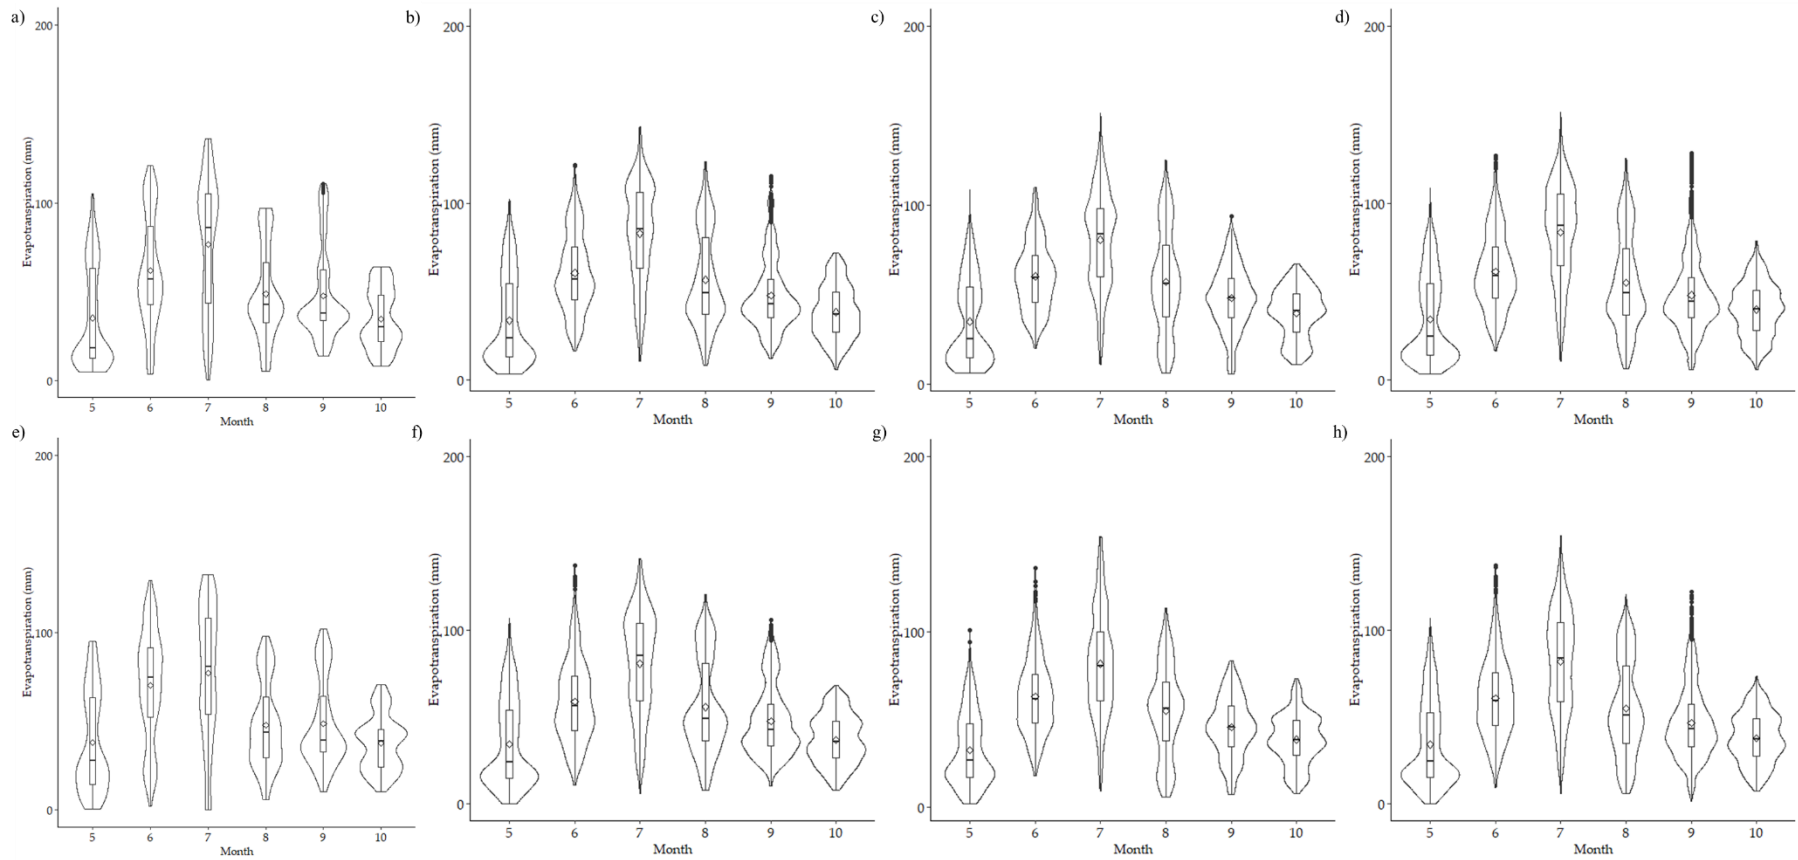 a) b) c) d)
200 200 200 200
Evapotranspiration (mm) Evapotranspiration (mm) Evapotranspiration (mm) Evapotranspiration (mm)
100 100 100 100
0 0 0 0
5 6 7 8 9 10 5 6 7 8 9 10 5 6 7 8 9 10 5 6 7 8 9 10
Month Month Month Month
e) f) g) h)
200 200 200 200
Evapotranspiration (mm) Evapotranspiration (mm) Evapotranspiration (mm) Evapotranspiration (mm)
100 100 100 100
0 0 0 0
5 6 7 8 9 10 5 6 7 8 9 10 5 6 7 8 9 10 5 6 7 8 9 10
Month Month Month Month